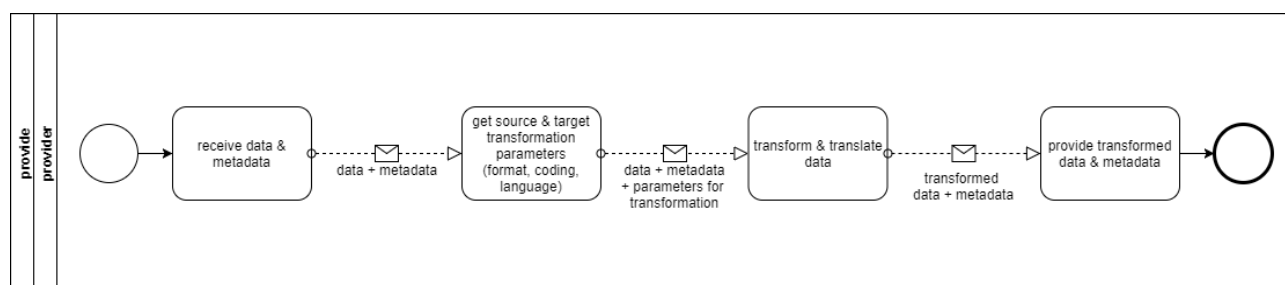 provide
provider
receive data &
metadata
data + metadata
get source & target
transformation
parameters
(format, coding,
language)
data + metadata
+ parameters for
transformation
transform & translate
data
transformed
data + metadata
provide transformed
data & metadata